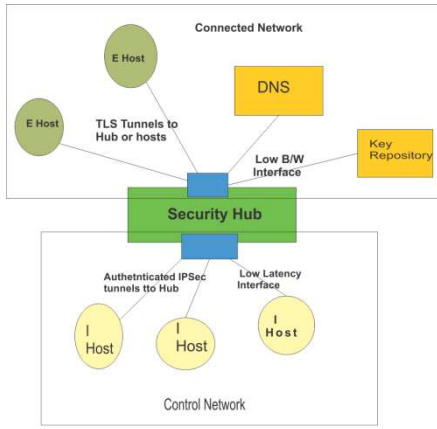 Connected Network
E Host
DNS
E Host
TLS Tunnels to
Hub or hosts
Key
Repository
Low B/W
Interface
Security Hub
Authetnticated IPSec
tunnels tto Hub
Low Latency
Interface
I
Host
I
Host
I
Host
Control Network